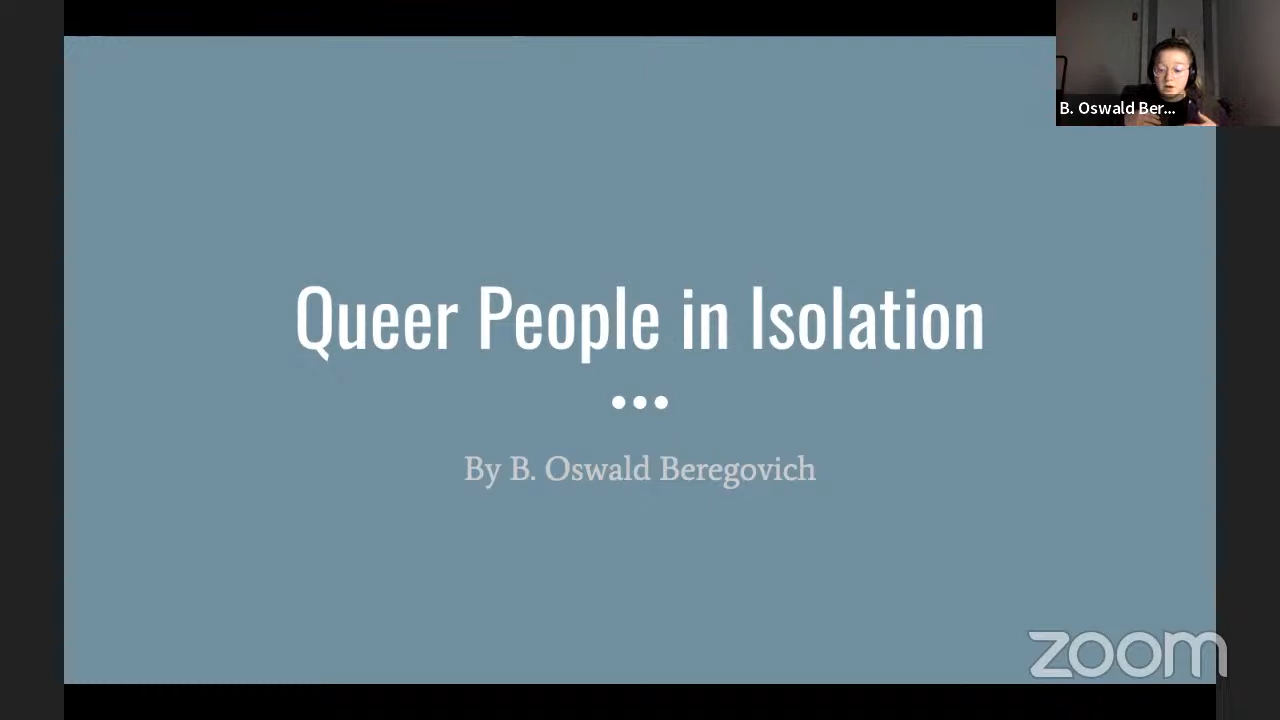 B. Oswald Ber...
Queer People in Isolation
By B. Oswald Beregovich
zoom